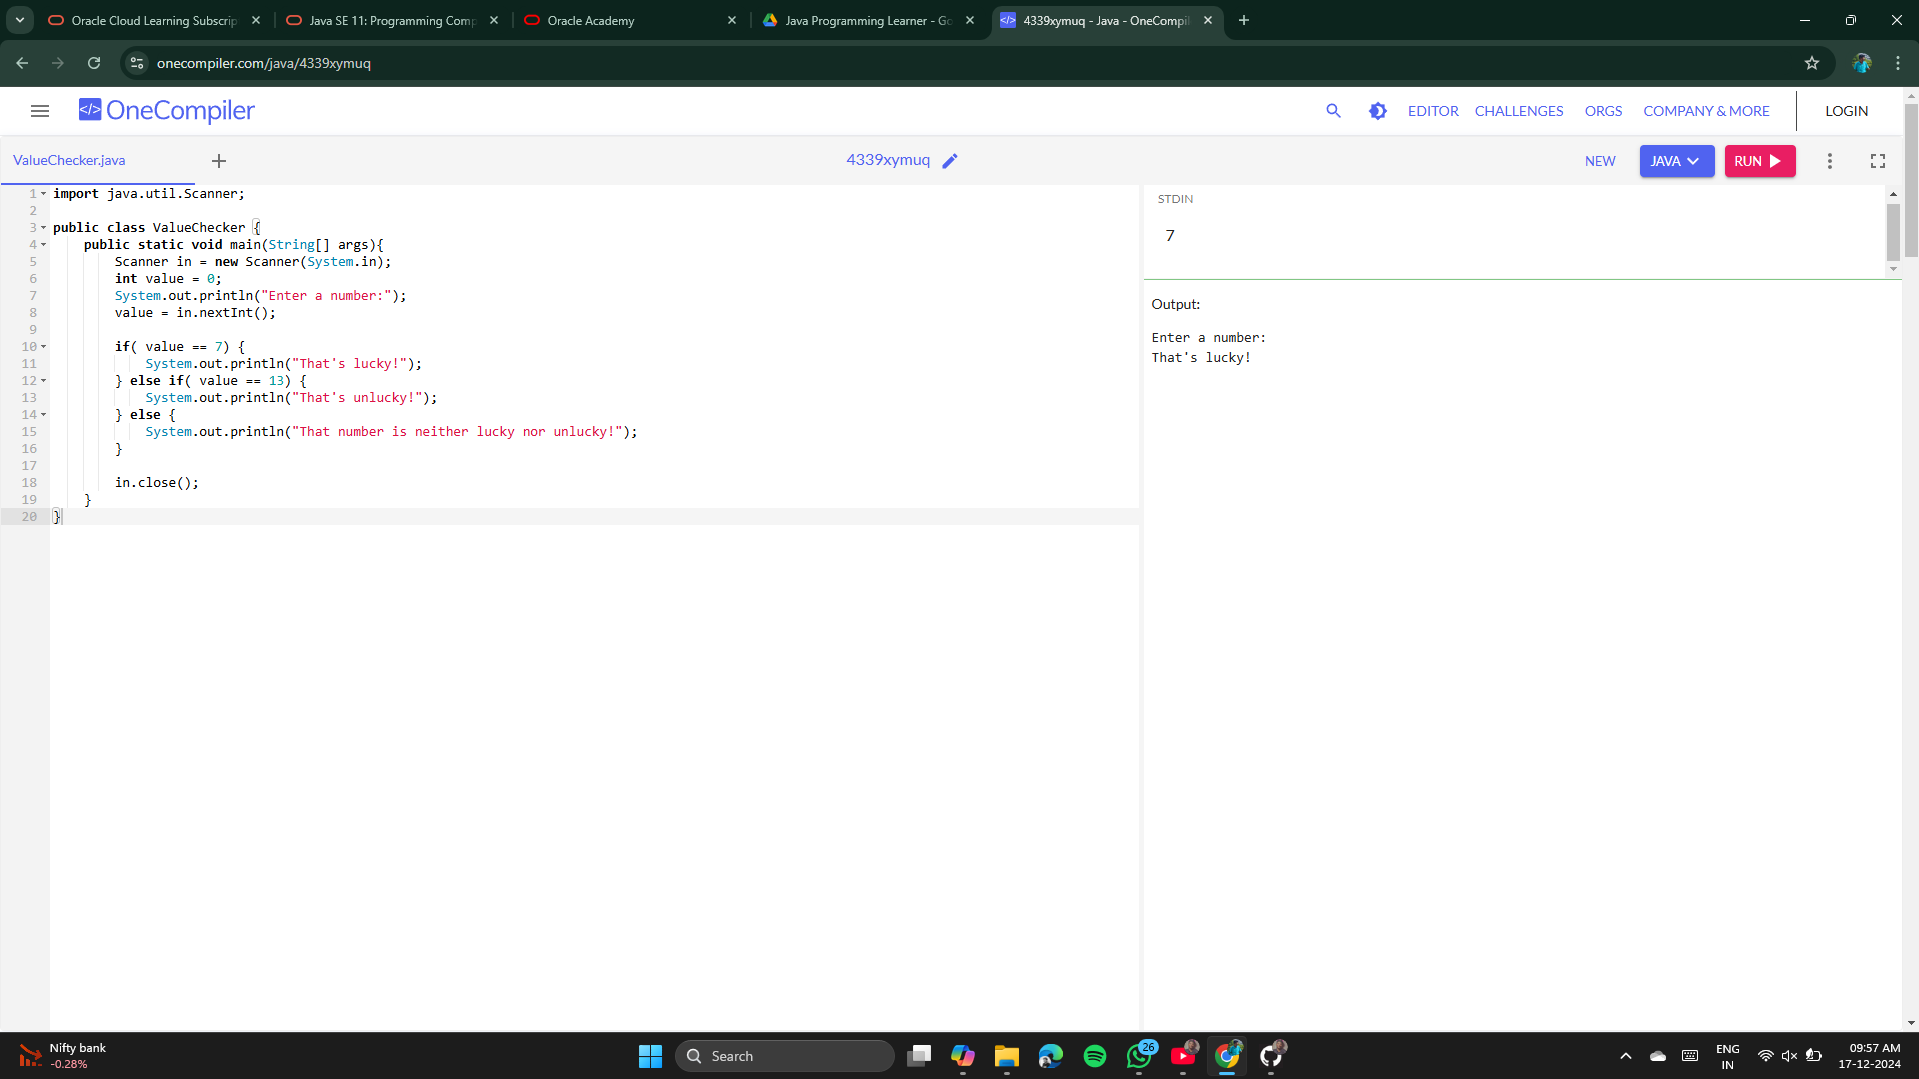 Oracle Cloud Learning Subscrip
Java SE 11: Programming Comp
Oracle Academy
Java Programming Learner - Go
4339xymuq - Java - OneCompil
onecompiler.com/java/4339xymuq
</> OneCompiler
EDITOR CHALLENGES ORGS COMPANY & MORE LOGIN
ValueChecker.java +
4339xymuq
NEW JAVA RUN
1 import java.util.Scanner;
2
3 public class ValueChecker {
4 public static void main(String[] args){
5 Scanner in = new Scanner(System.in);
6 int value = 0;
7 System.out.println("Enter a number:");
8 value = in.nextInt();
9
10 if( value == 7) {
11 System.out.println("That's lucky!");
12 } else if( value == 13) {
13 System.out.println("That's unlucky!");
14 } else {
15 System.out.println("That number is neither lucky nor unlucky!");
16 }
17
18 in.close();
19 }
20 }
STDIN
7
Output:
Enter a number:
That's lucky!
Nifty bank
-0.28%
Search
26
ENG
IN
09:57 AM
17-12-2024